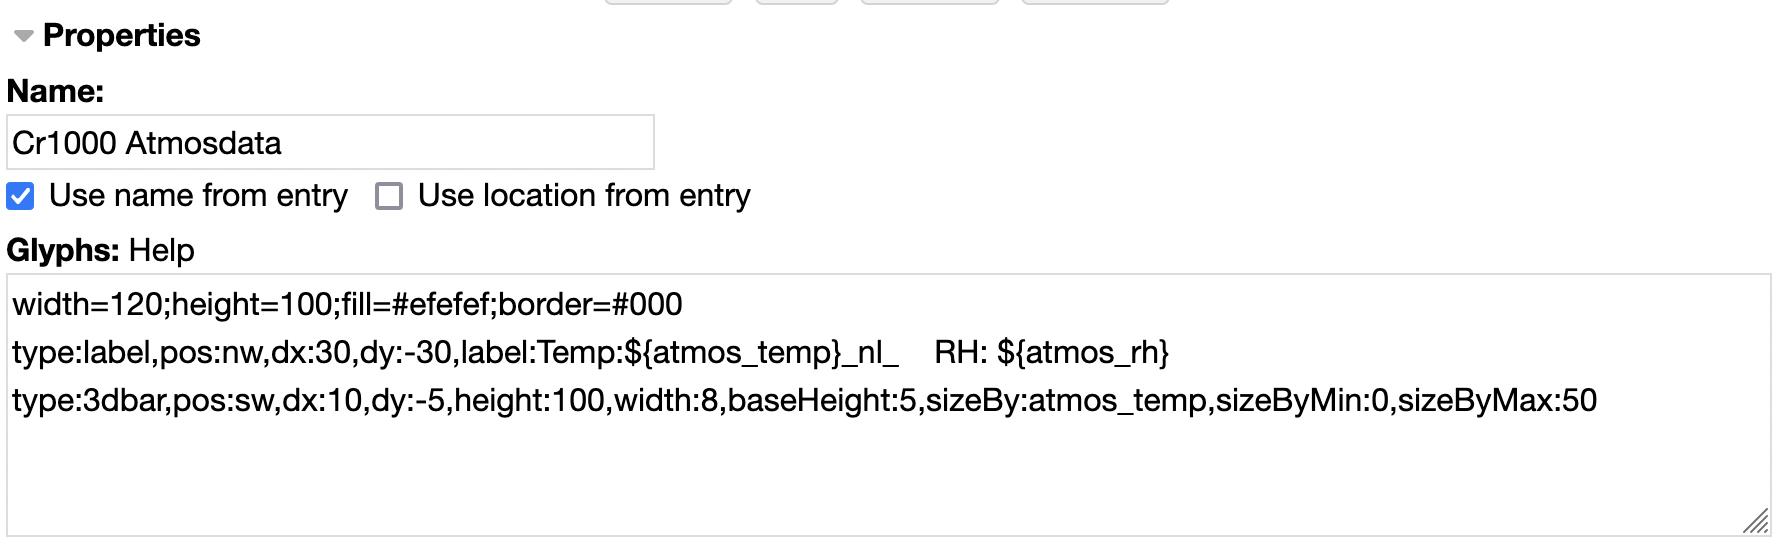 Properties
Name:
Cr1000 Atmosdata
Use name from entry Use location from entry
Glyphs: Help
width=120;height=100;fill=#efefef;border=#000
type:label,pos:nw,dx:30,dy:-30,label:Temp:${atmos_temp}_nl_    RH: ${atmos_rh}
type:3dbar,pos:sw,dx:10,dy:-5,height:100,width:8,baseHeight:5,sizeBy:atmos_temp,sizeByMin:0,sizeByMax:50